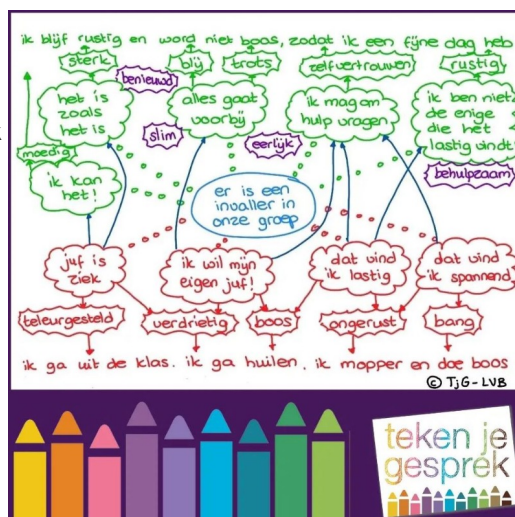 ik blijf rustig en word niet boos, zodat ik een fijne dag heb
sterk
benieuwd
blij
trots
zelfvertrouwen
rustig
het is
zoals
het is
alles gaat
voorbij
ik mag om
hulp vragen
ik ben niet
de enige
die het
lastig vindt
slim
eerlijk
behulpzaam
moedig
ik kan
het!
er is een
invaller in
onze groep
juf is
ziek
ik wil mijn
eigen juf!
dat vind
ik lastig
dat vind
ik spannend
teleurgesteld
verdrietig
boos
ongerust
bang
ik ga uit de klas. ik ga huilen. ik mopper en doe boos
© TjG-LVB
teken je
gesprek